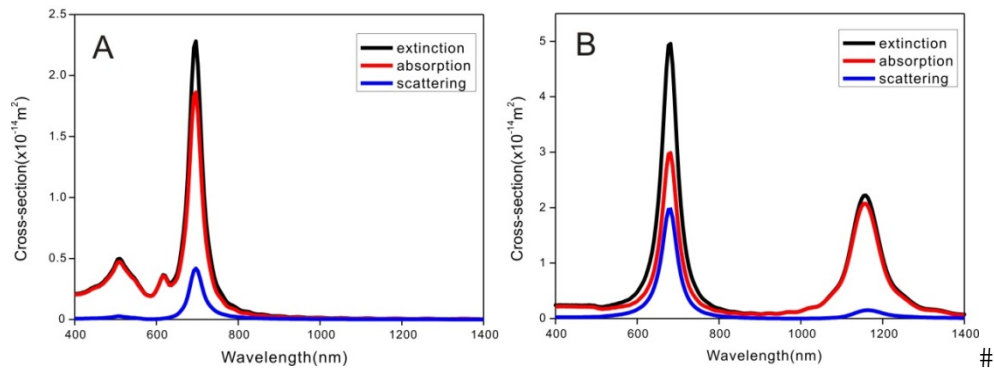 A
extinction
absorption
scattering
Cross-section(x10⁻¹⁴m²)
2.5
2.0
1.5
1.0
0.5
0.0
400 600 800 1000 1200 1400
Wavelength(nm)
B
extinction
absorption
scattering
Cross-section(x10⁻¹⁴m²)
5
4
3
2
1
0
400 600 800 1000 1200 1400
Wavelength(nm)
#